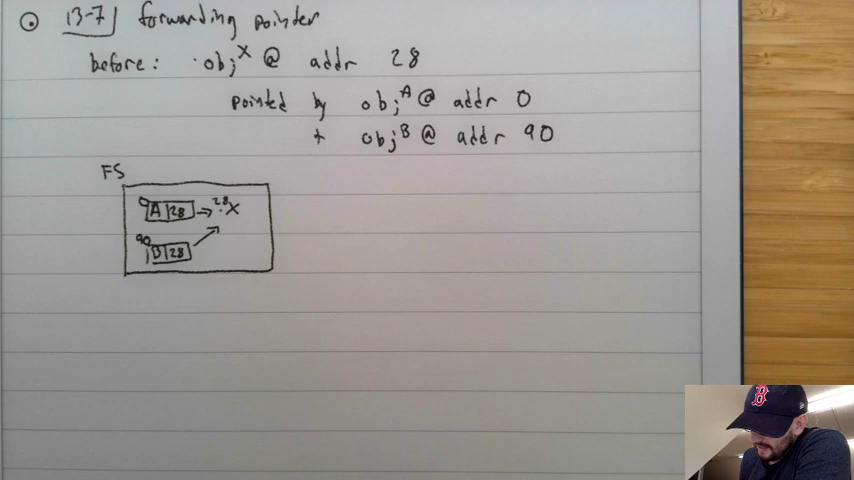 ⊙ 13-7 forwarding pointer
before: obj X @ addr 28
pointed by obj A @ addr 0
+ obj B @ addr 90
FS
0 A 28 → 28: X
90 B 28
B